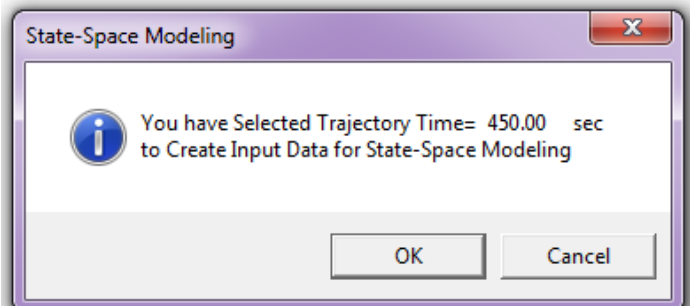 State-Space Modeling
You have Selected Trajectory Time= 450.00 sec
to Create Input Data for State-Space Modeling
OK Cancel